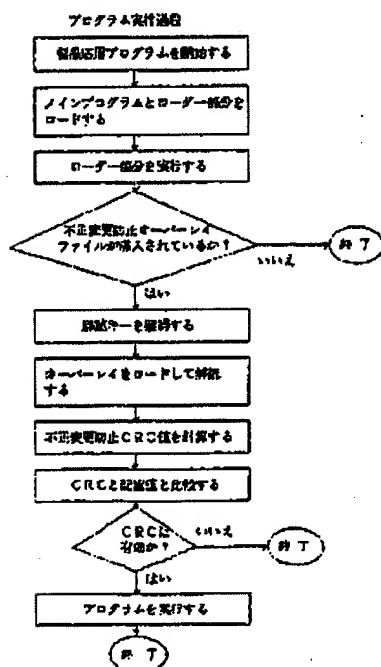 プログラム実行過程
プログラムを開始する
メインプログラムとローダー部分を
ロードする
ローダー部分を実行する
不正変更防止オーバーレイ
ファイルが導入されているか?
いいえ
終了
はい
キーを
オーバーレイをロードして解読
する
不正変更防止CRC値を計算する
CRCと記憶値と比較する
CRCは
有効か?
いいえ
終了
はい
プログラムを実行する
終了